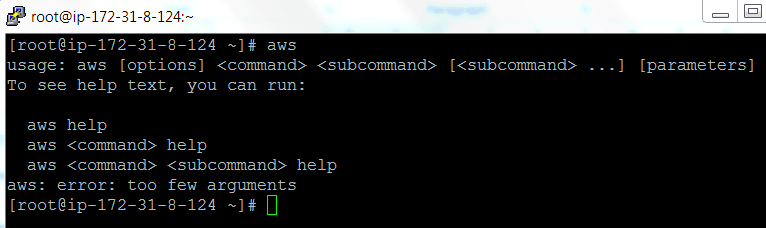 root@ip-172-31-8-124:~
[root@ip-172-31-8-124 ~]# aws
usage: aws [options] <command> <subcommand> [<subcommand> ...] [parameters]
To see help text, you can run:
aws help
aws <command> help
aws <command> <subcommand> help
aws: error: too few arguments
[root@ip-172-31-8-124 ~]#